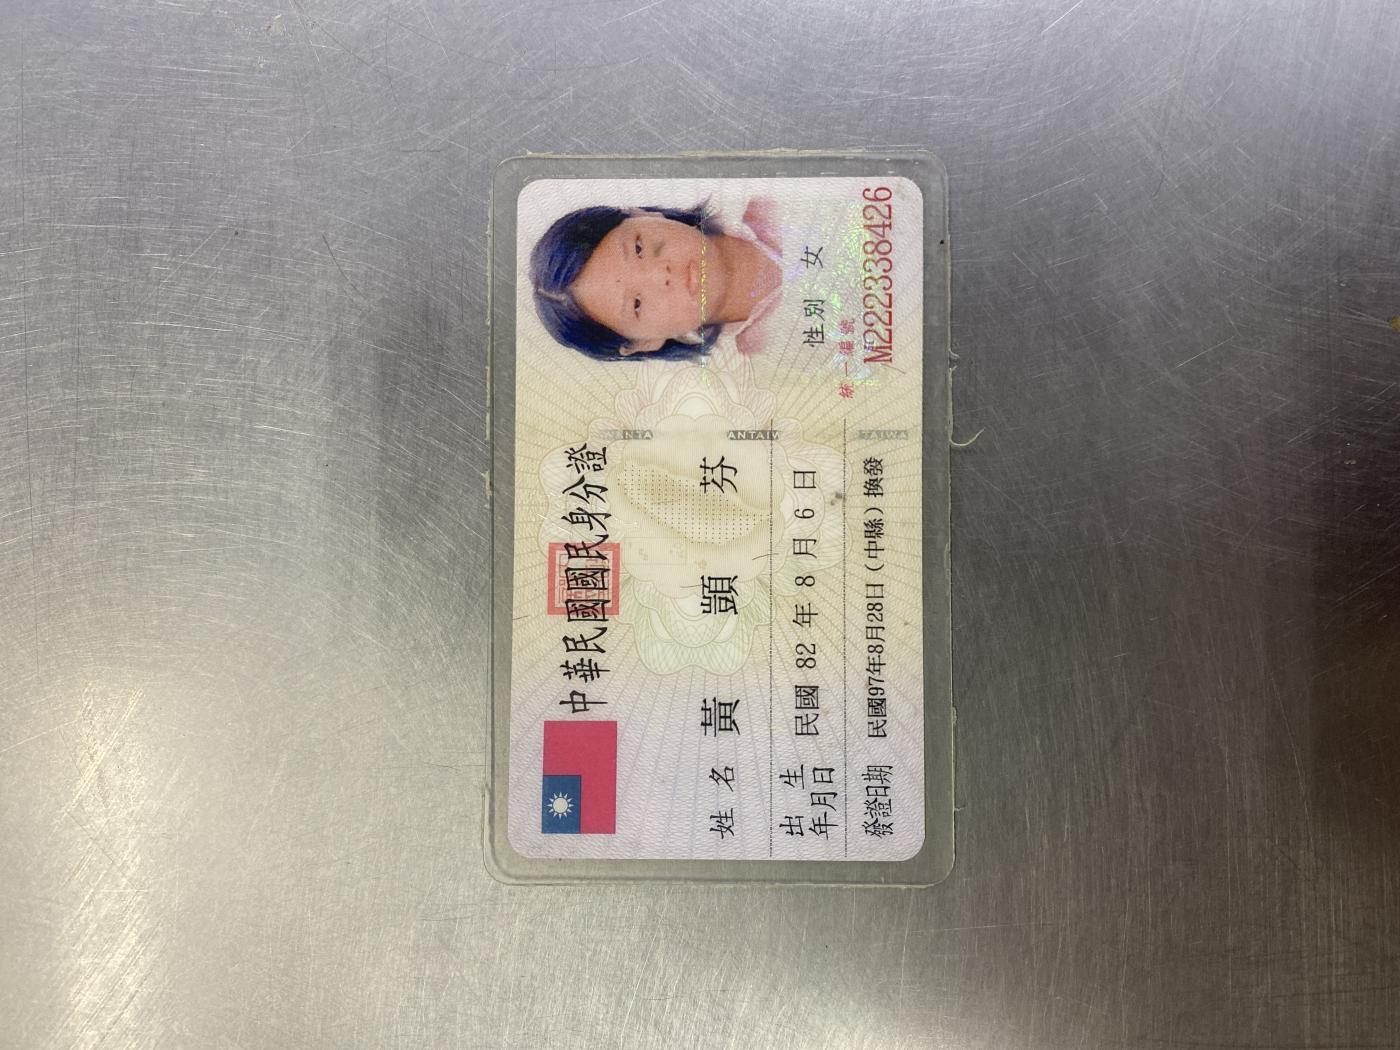 中華民國國民身分證
姓名 黃顗芬
出生年月日 民國 82 年 8 月 6 日
性別 女
發證日期 民國97年8月28日(中縣)換發
統一編號
M222338426
TAIWAN